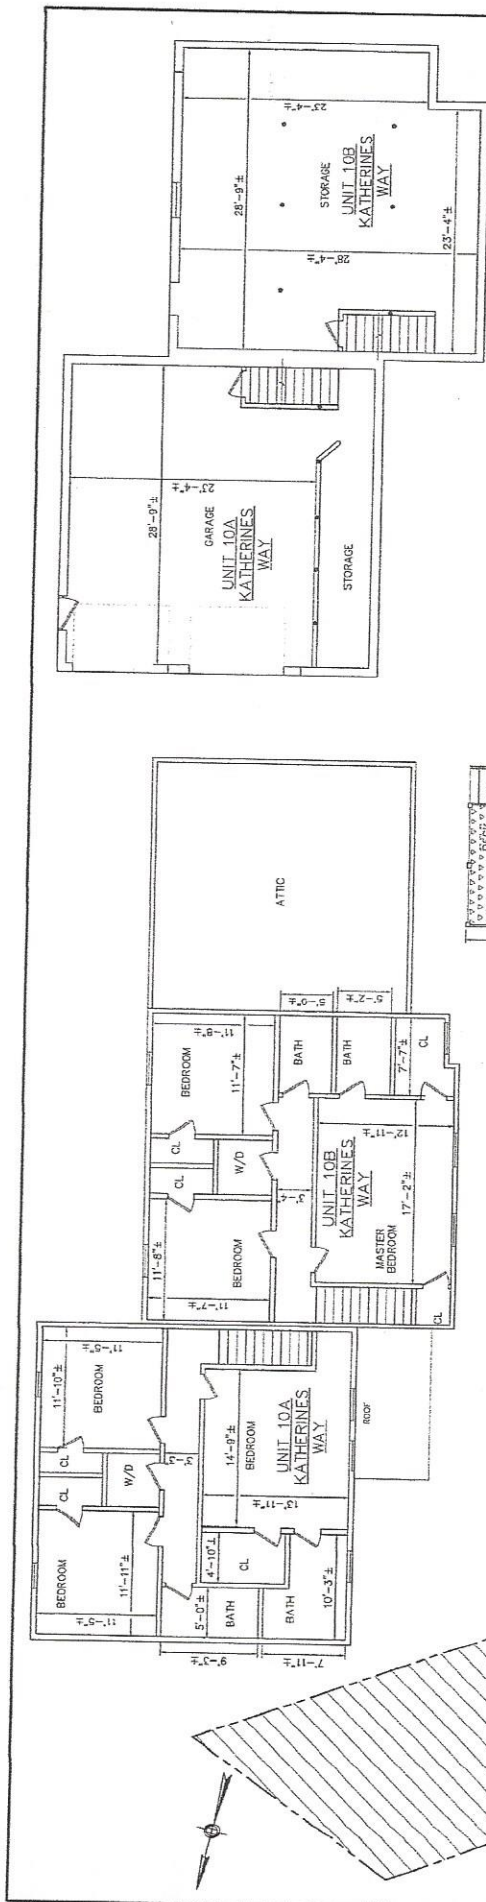 28'-9"±
23'-4"±
STORAGE
UNIT 10B
KATHERINES
WAY
28'-4"±
23'-4"±
28'-9"±
23'-4"±
GARAGE
UNIT 10A
KATHERINES
WAY
STORAGE
ATTIC
BEDROOM
11'-8"±
11'-7"±
BATH
5'-0"±
BATH
5'-2"±
7'-7"±
CL
CL
CL
W/D
3'-4"
11'-8"±
11'-7"±
BEDROOM
UNIT 10B
KATHERINES
WAY
12'-11"±
17'-2"±
MASTER
BEDROOM
CL
11'-10"±
11'-5"±
BEDROOM
CL
CL
W/D
BEDROOM
11'-11"±
11'-5"±
14'-9"±
BEDROOM
UNIT 10A
KATHERINES
WAY
13'-11"±
4'-10"±
CL
5'-0"±
BATH
BATH
10'-3"±
9'-3"±
7'-11"±
ROOF